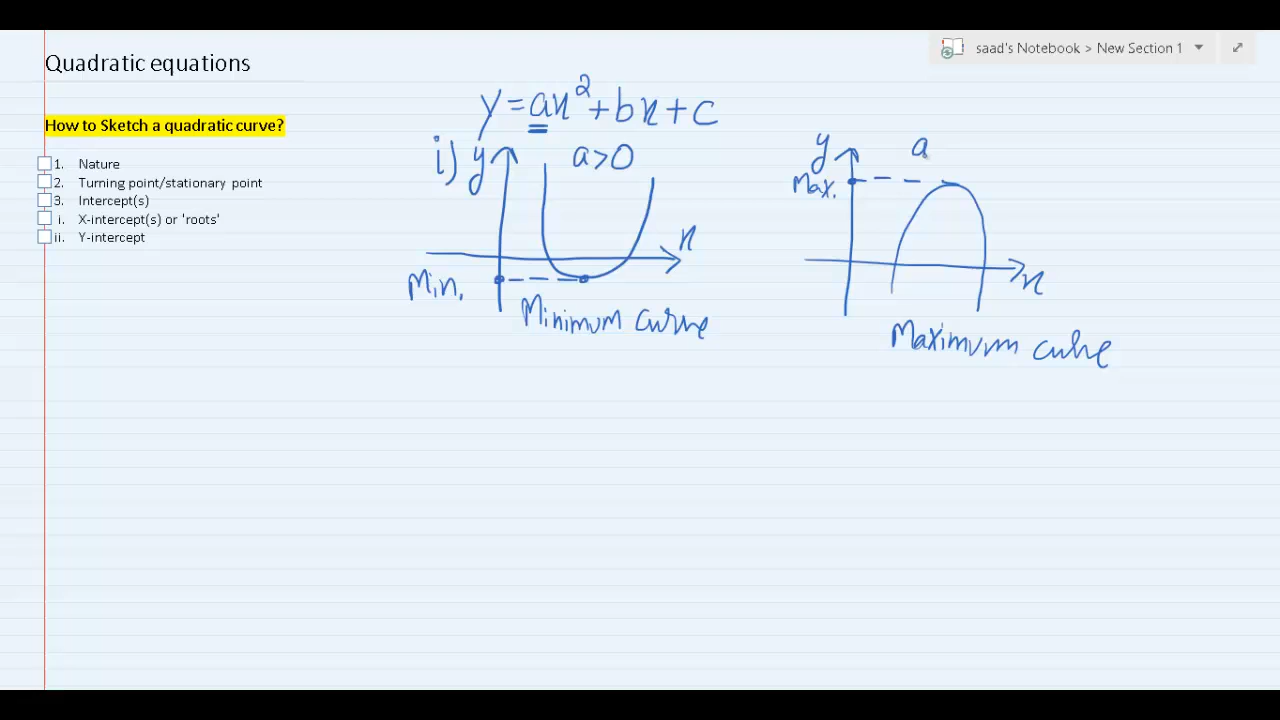 saad's Notebook > New Section 1
Quadratic equations
How to Sketch a quadratic curve?
1. Nature
2. Turning point/stationary point
3. Intercept(s)
i. X-intercept(s) or 'roots'
ii. Y-intercept
y = ax² + bx + c
i) y a>0
x
Min.
Minimum curve
y a
Max.
x
Maximum curve